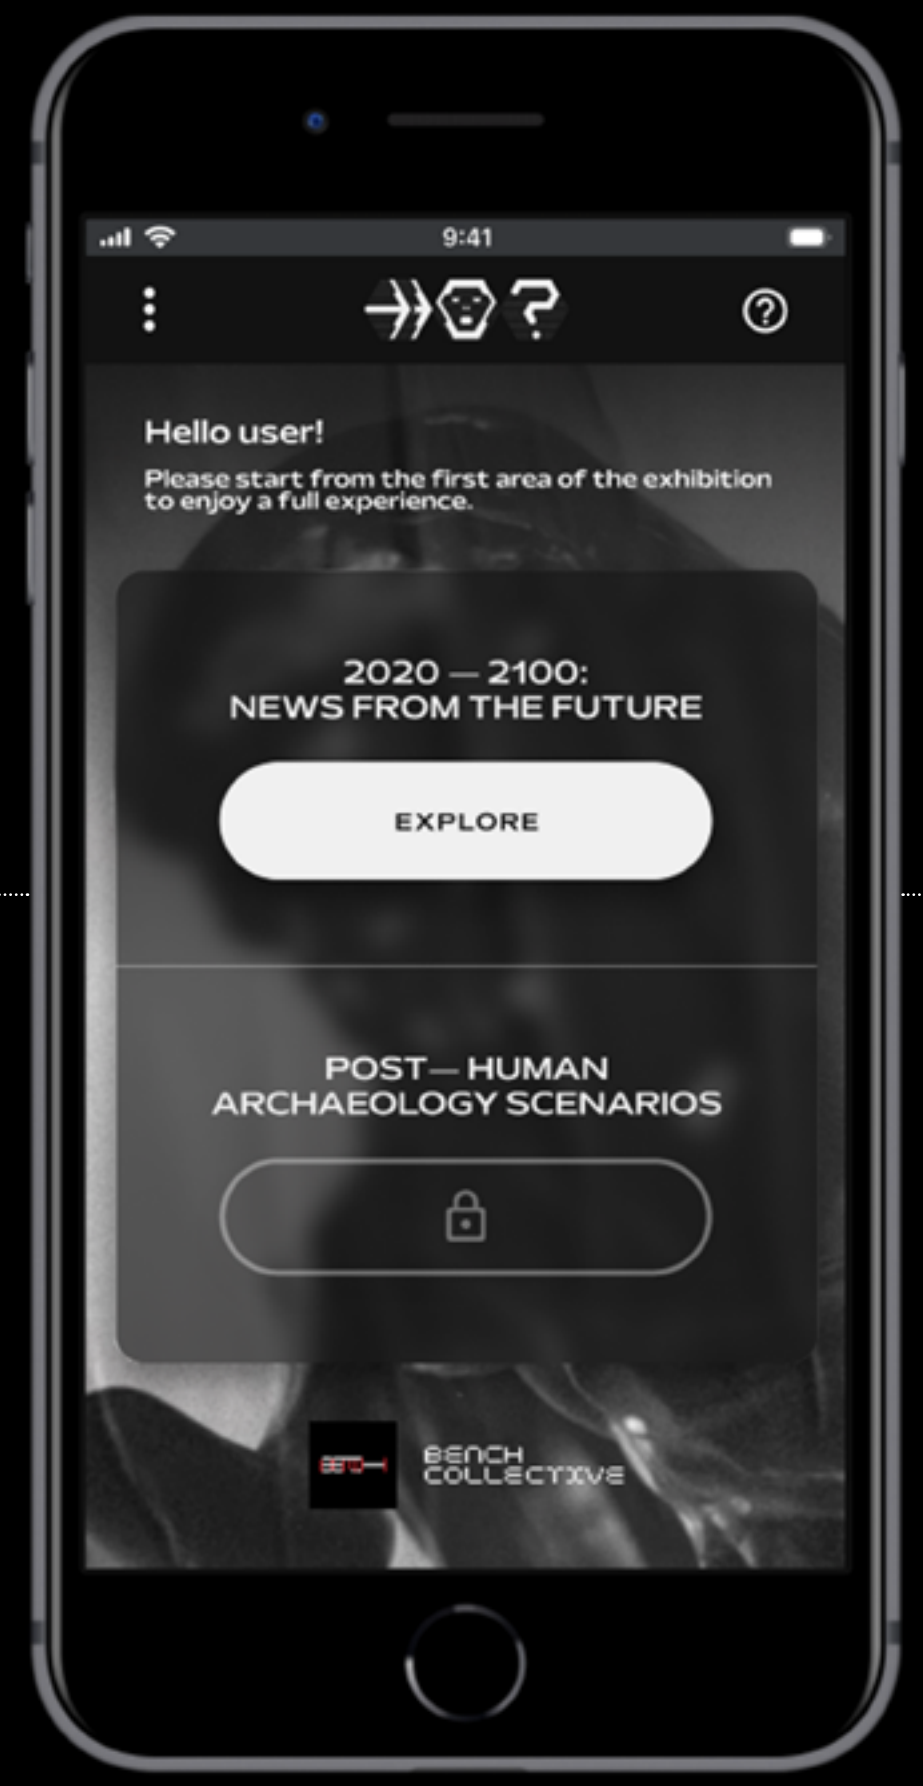 9:41
Hello user!
Please start from the first area of the exhibition
to enjoy a full experience.
2020 — 2100:
NEWS FROM THE FUTURE
EXPLORE
POST— HUMAN
ARCHAEOLOGY SCENARIOS
BENCH
COLLECTIVE